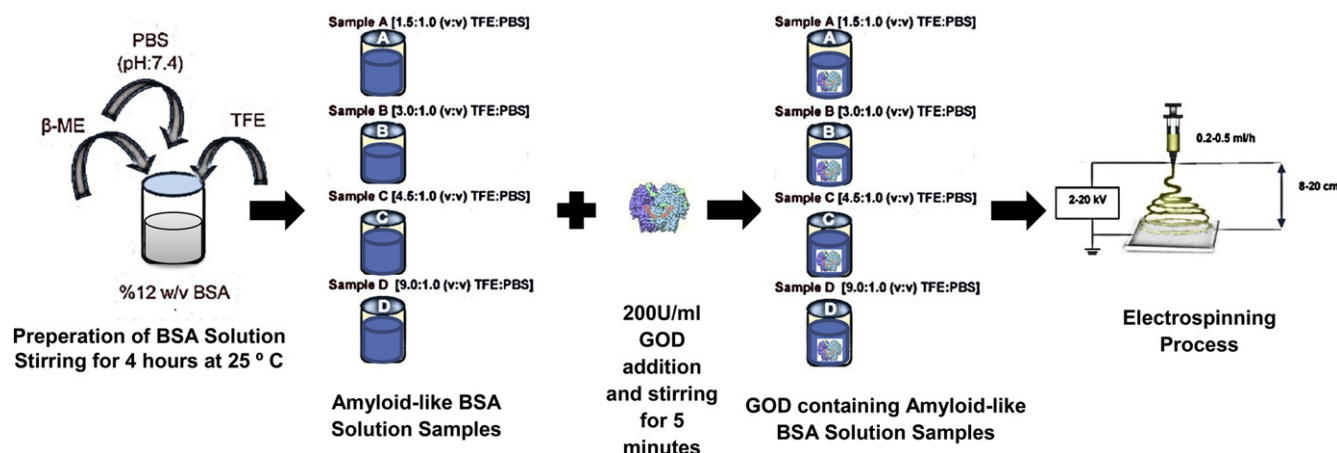 PBS
(pH:7.4)
β-ME
TFE
%12 w/v BSA
Preperation of BSA Solution
Stirring for 4 hours at 25 º C
Sample A [1.5:1.0 (v:v) TFE:PBS]
A
Sample B [3.0:1.0 (v:v) TFE:PBS]
B
Sample C [4.5:1.0 (v:v) TFE:PBS]
C
Sample D [9.0:1.0 (v:v) TFE:PBS]
D
Amyloid-like BSA
Solution Samples
200U/ml
GOD
addition
and stirring
for 5
minutes
Sample A [1.5:1.0 (v:v) TFE:PBS]
A
Sample B [3.0:1.0 (v:v) TFE:PBS]
B
Sample C [4.5:1.0 (v:v) TFE:PBS]
C
Sample D [9.0:1.0 (v:v) TFE:PBS]
D
GOD containing Amyloid-like
BSA Solution Samples
0.2-0.5 ml/h
2-20 kV
8-20 cm
Electrospinning
Process